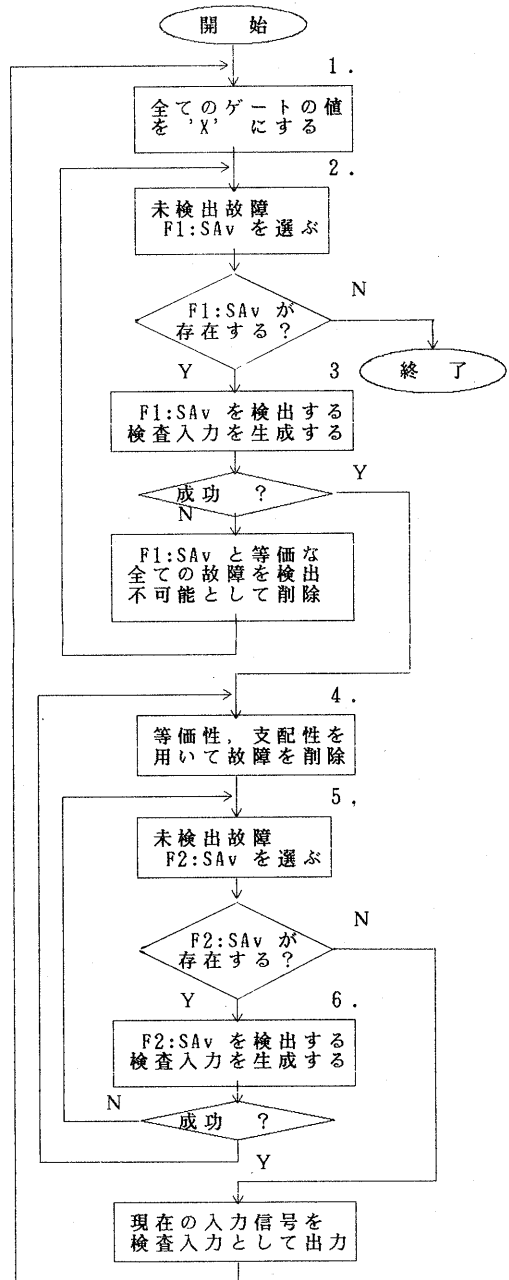 開 始
1.
全てのゲートの値
を 'X' にする
2.
未検出故障
F1:SAv を選ぶ
F1:SAv が
存在する?
N
Y
終 了
3
F1:SAv を検出する
検査入力を生成する
成功 ?
Y
N
F1:SAv と等価な
全ての故障を検出
不可能として削除
4.
等価性, 支配性を
用いて故障を削除
5,
未検出故障
F2:SAv を選ぶ
F2:SAv が
存在する?
N
Y
6.
F2:SAv を検出する
検査入力を生成する
N
成功 ?
Y
現在の入力信号を
検査入力として出力